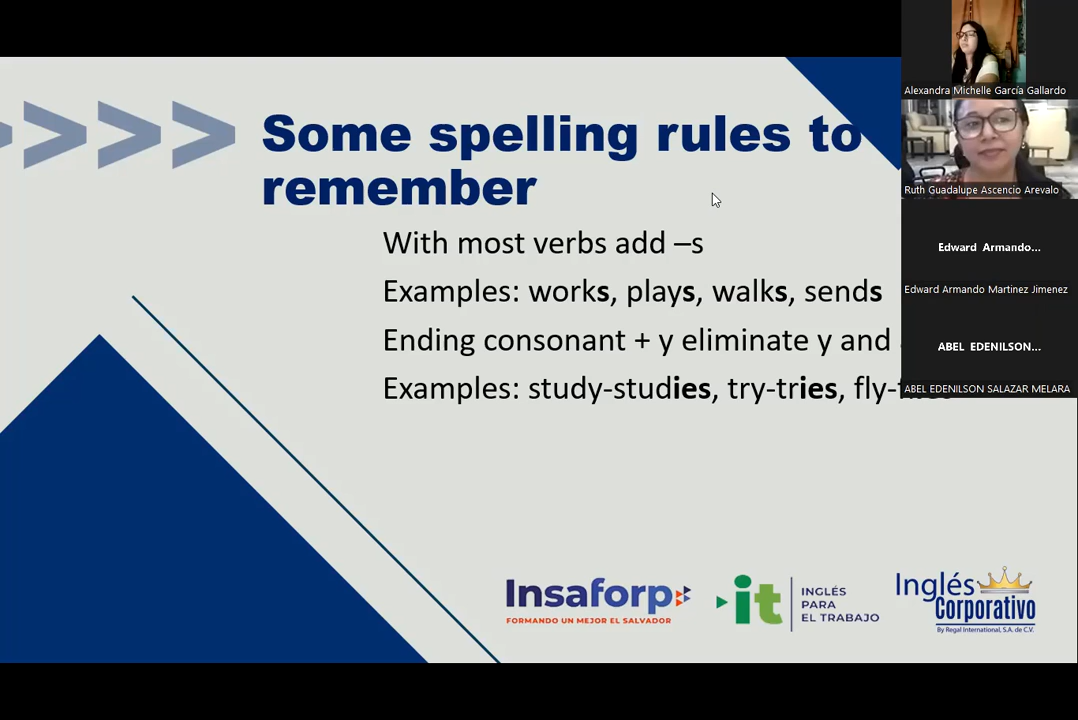 Some spelling rules to
remember
With most verbs add –s
Examples: works, plays, walks, sends
Ending consonant + y eliminate y and
Examples: study-studies, try-tries, fly-flies
Insaforp
FORMANDO UN MEJOR EL SALVADOR
it
INGLÉS
PARA
EL TRABAJO
Inglés
Corporativo
By Regal International, S.A. de C.V.
Alexandra Michelle García Gallardo
Ruth Guadalupe Ascencio Arevalo
Edward Armando...
Edward Armando Martinez Jimenez
ABEL EDENILSON...
ABEL EDENILSON SALAZAR MELARA